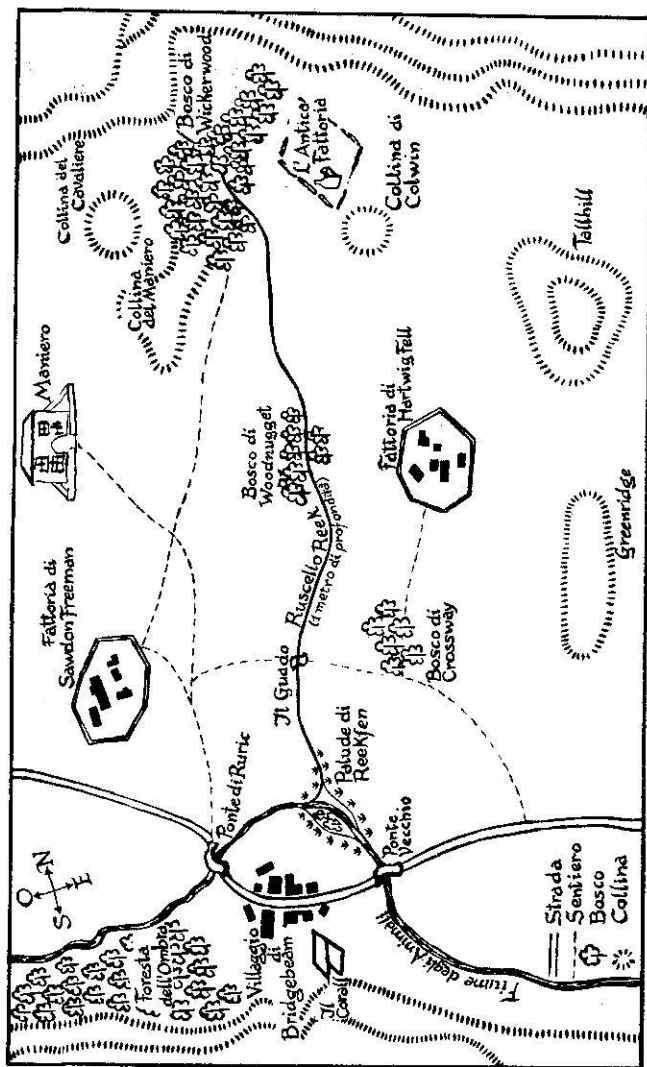 Collina del
Cavaliere
Bosco di
Wicherwood
L'Antica
Fattoria
Collina di
Colwin
Collina
del Maniero
Tallhill
Maniero
Bosco di
Woodnugget
Fattoria di
Hartwig Fell
Greenridge
Fattoria di
Sawdon Freeman
Ruscello Reek
(1 metro di profondità)
Il Guado
Bosco di
Crossway
Ponte di Ruric
Palude di
Reekfen
Ponte
Vecchio
N
O
E
S
Foresta
dell'Ombra
Villaggio
di
Bridgebeam
Il
Corall
Fiume degli Animali
Strada
Sentiero
Bosco
Collina